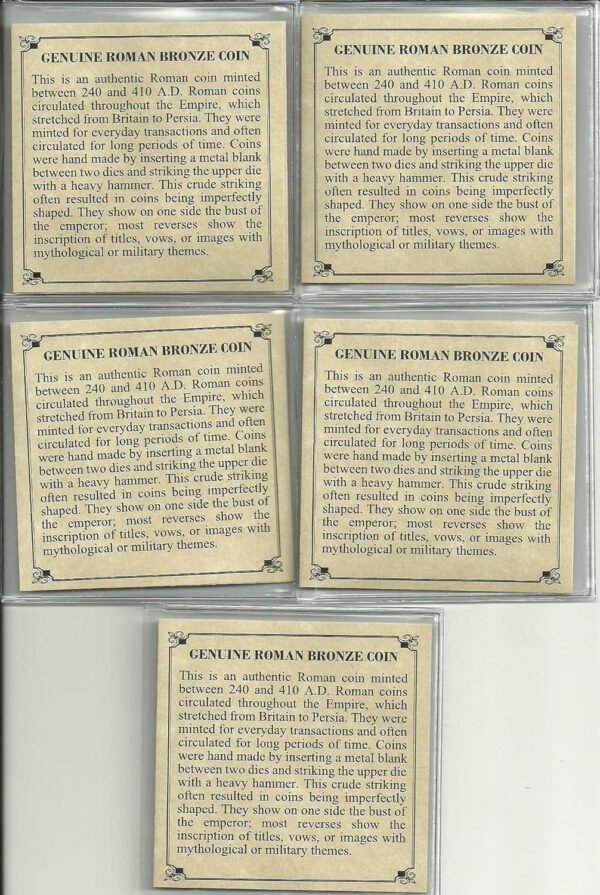 GENUINE ROMAN BRONZE COIN
This is an authentic Roman coin minted
between 240 and 410 A.D. Roman coins
circulated throughout the Empire, which
stretched from Britain to Persia. They were
minted for everyday transactions and often
circulated for long periods of time. Coins
were hand made by inserting a metal blank
between two dies and striking the upper die
with a heavy hammer. This crude striking
often resulted in coins being imperfectly
shaped. They show on one side the bust of
the emperor; most reverses show the
inscription of titles, vows, or images with
mythological or military themes.
GENUINE ROMAN BRONZE COIN
This is an authentic Roman coin minted
between 240 and 410 A.D. Roman coins
circulated throughout the Empire, which
stretched from Britain to Persia. They were
minted for everyday transactions and often
circulated for long periods of time. Coins
were hand made by inserting a metal blank
between two dies and striking the upper die
with a heavy hammer. This crude striking
often resulted in coins being imperfectly
shaped. They show on one side the bust of
the emperor; most reverses show the
inscription of titles, vows, or images with
mythological or military themes.
GENUINE ROMAN BRONZE COIN
This is an authentic Roman coin minted
between 240 and 410 A.D. Roman coins
circulated throughout the Empire, which
stretched from Britain to Persia. They were
minted for everyday transactions and often
circulated for long periods of time. Coins
were hand made by inserting a metal blank
between two dies and striking the upper die
with a heavy hammer. This crude striking
often resulted in coins being imperfectly
shaped. They show on one side the bust of
the emperor; most reverses show the
inscription of titles, vows, or images with
mythological or military themes.
GENUINE ROMAN BRONZE COIN
This is an authentic Roman coin minted
between 240 and 410 A.D. Roman coins
circulated throughout the Empire, which
stretched from Britain to Persia. They were
minted for everyday transactions and often
circulated for long periods of time. Coins
were hand made by inserting a metal blank
between two dies and striking the upper die
with a heavy hammer. This crude striking
often resulted in coins being imperfectly
shaped. They show on one side the bust of
the emperor; most reverses show the
inscription of titles, vows, or images with
mythological or military themes.
GENUINE ROMAN BRONZE COIN
This is an authentic Roman coin minted
between 240 and 410 A.D. Roman coins
circulated throughout the Empire, which
stretched from Britain to Persia. They were
minted for everyday transactions and often
circulated for long periods of time. Coins
were hand made by inserting a metal blank
between two dies and striking the upper die
with a heavy hammer. This crude striking
often resulted in coins being imperfectly
shaped. They show on one side the bust of
the emperor; most reverses show the
inscription of titles, vows, or images with
mythological or military themes.